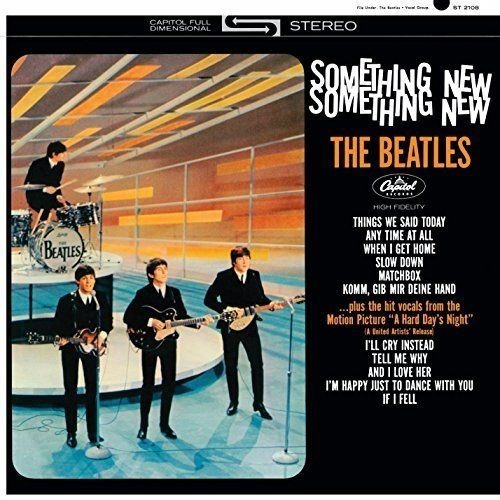 File Under: The Beatles • Vocal Group
ST 2108
CAPITOL FULL DIMENSIONAL STEREO
SOMETHING NEW
SOMETHING NEW
THE BEATLES
Capitol
RECORDS
HIGH FIDELITY
THINGS WE SAID TODAY
ANY TIME AT ALL
WHEN I GET HOME
SLOW DOWN
MATCHBOX
KOMM, GIB MIR DEINE HAND
...plus the hit vocals from the
Motion Picture "A Hard Day's Night"
(A United Artists' Release)
I'LL CRY INSTEAD
TELL ME WHY
AND I LOVE HER
I'M HAPPY JUST TO DANCE WITH YOU
IF I FELL
THE
BEATLES